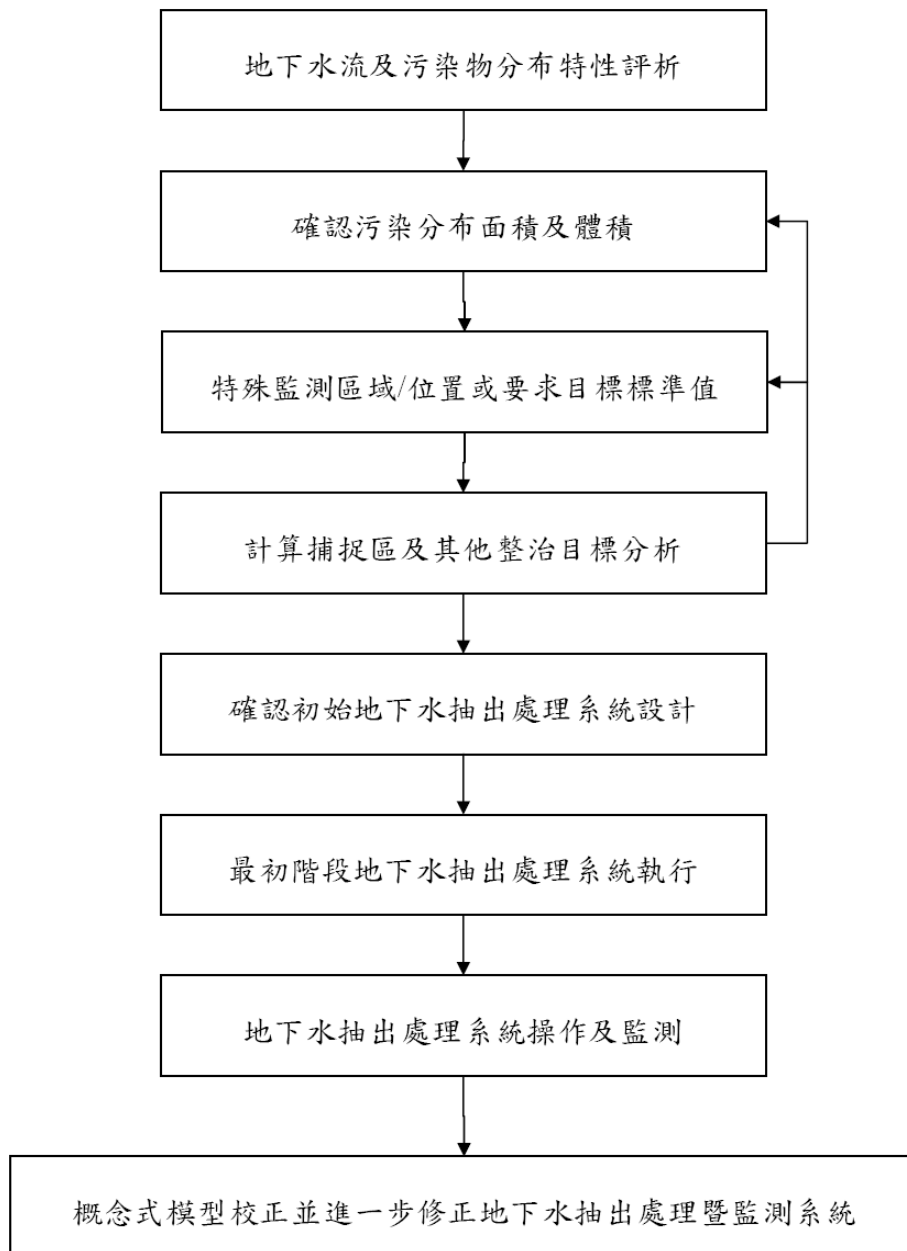 地下水流及污染物分布特性評析
確認污染分布面積及體積
特殊監測區域/位置或要求目標標準值
計算捕捉區及其他整治目標分析
確認初始地下水抽出處理系統設計
最初階段地下水抽出處理系統執行
地下水抽出處理系統操作及監測
概念式模型校正並進一步修正地下水抽出處理暨監測系統